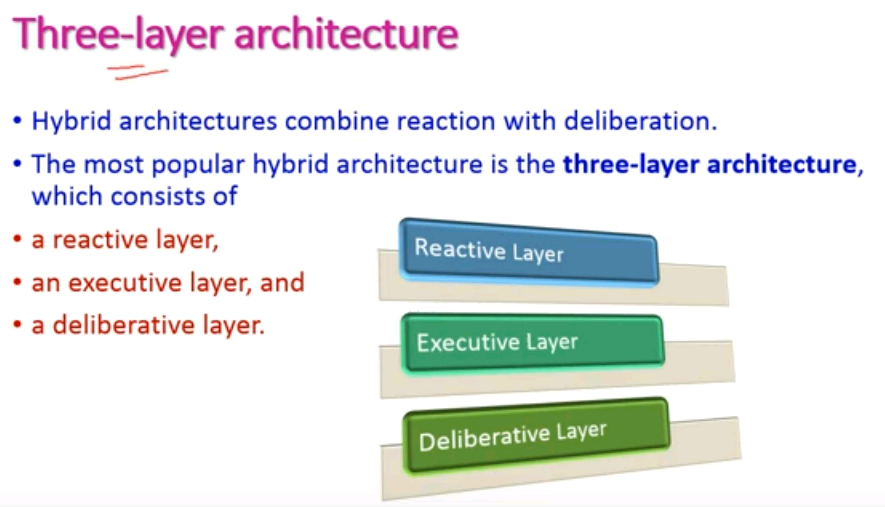 Three-layer architecture
• Hybrid architectures combine reaction with deliberation.
• The most popular hybrid architecture is the three-layer architecture,
which consists of
• a reactive layer,
• an executive layer, and
• a deliberative layer.
Reactive Layer
Executive Layer
Deliberative Layer